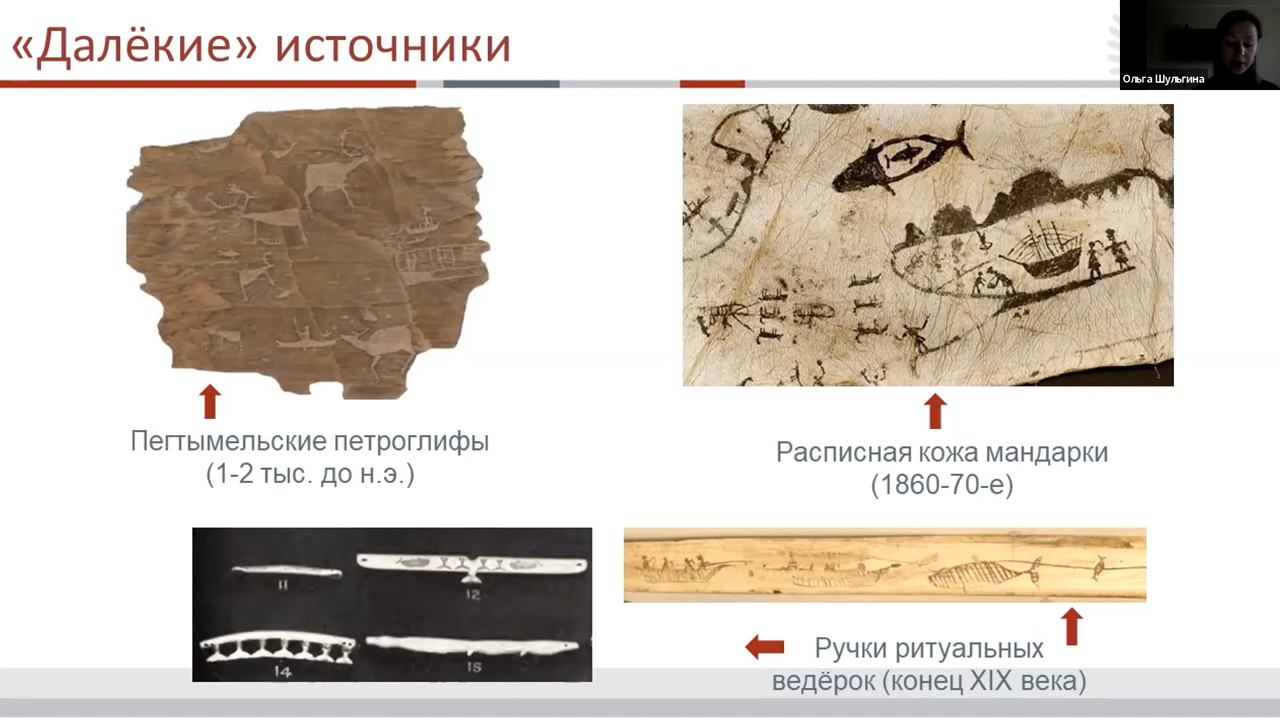 «Далёкие» источники
Ольга Шульгина
Пегтымельские петроглифы
(1-2 тыс. до н.э.)
Расписная кожа мандарки
(1860-70-е)
11
12
14
15
Ручки ритуальных
ведёрок (конец XIX века)